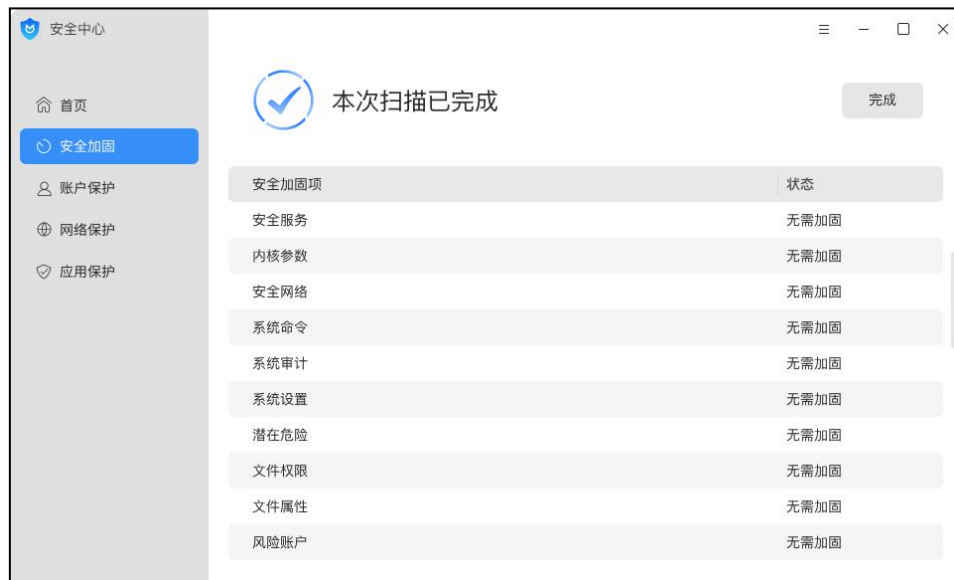 安全中心
首页
安全加固
账户保护
网络保护
应用保护
本次扫描已完成
完成
安全加固项 状态
安全服务 无需加固
内核参数 无需加固
安全网络 无需加固
系统命令 无需加固
系统审计 无需加固
系统设置 无需加固
潜在危险 无需加固
文件权限 无需加固
文件属性 无需加固
风险账户 无需加固